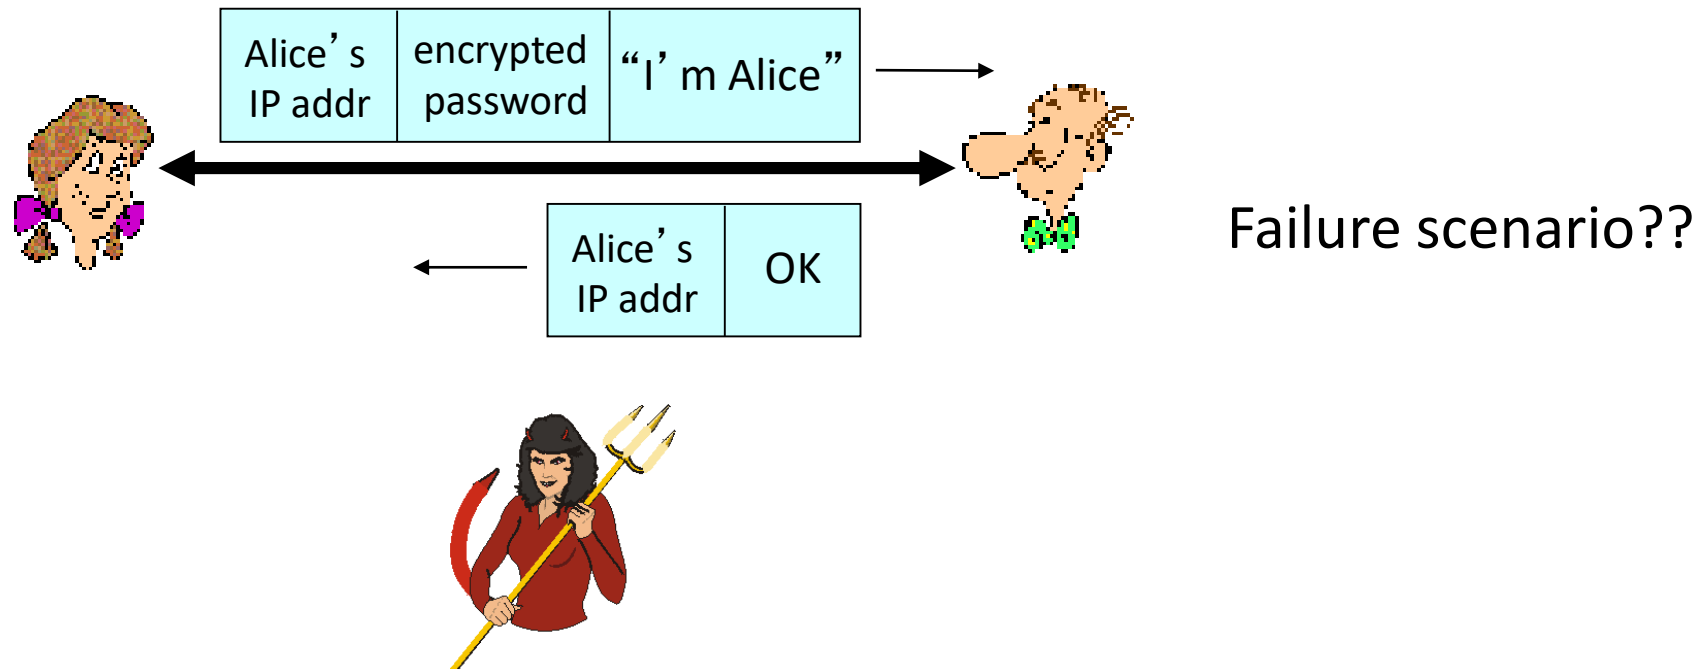 Alice’s
IP addr
encrypted
password
“I’m Alice”
Alice’s
IP addr
OK
Failure scenario??